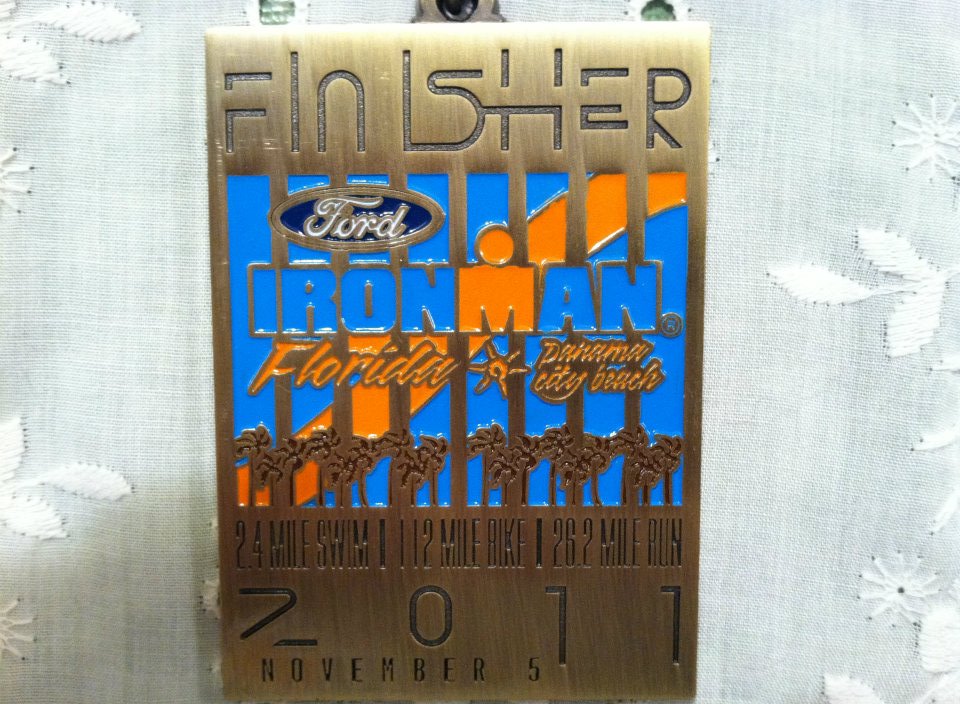 FINISHER
Ford
IRONMAN®
Florida panama city beach
2.4 MILE SWIM | 112 MILE BIKE | 26.2 MILE RUN
2011
NOVEMBER 5